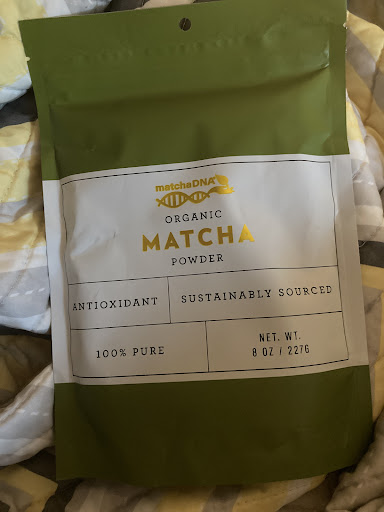 matchaDNA
ORGANIC
MATCHA
POWDER
ANTIOXIDANT
SUSTAINABLY SOURCED
100% PURE
NET. WT.
8 OZ / 227G